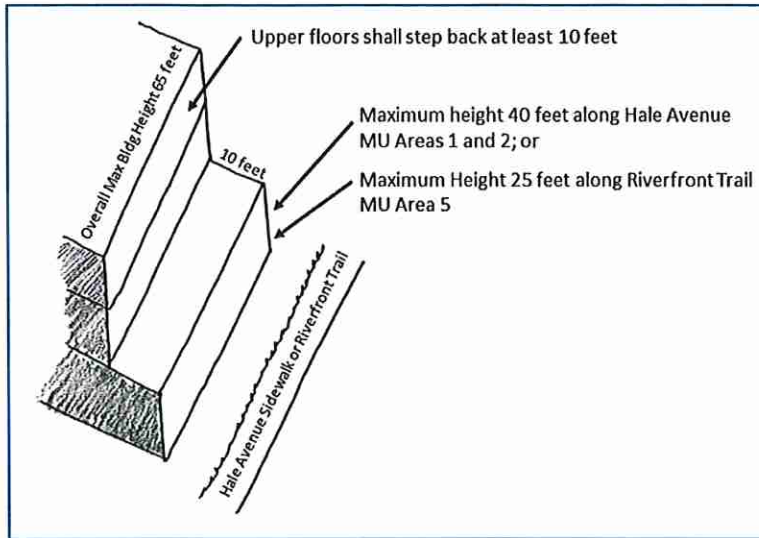 Upper floors shall step back at least 10 feet
Overall Max Bldg Height 65 feet
10 feet
Maximum height 40 feet along Hale Avenue
MU Areas 1 and 2; or
Maximum Height 25 feet along Riverfront Trail
MU Area 5
Hale Avenue Sidewalk or Riverfront Trail